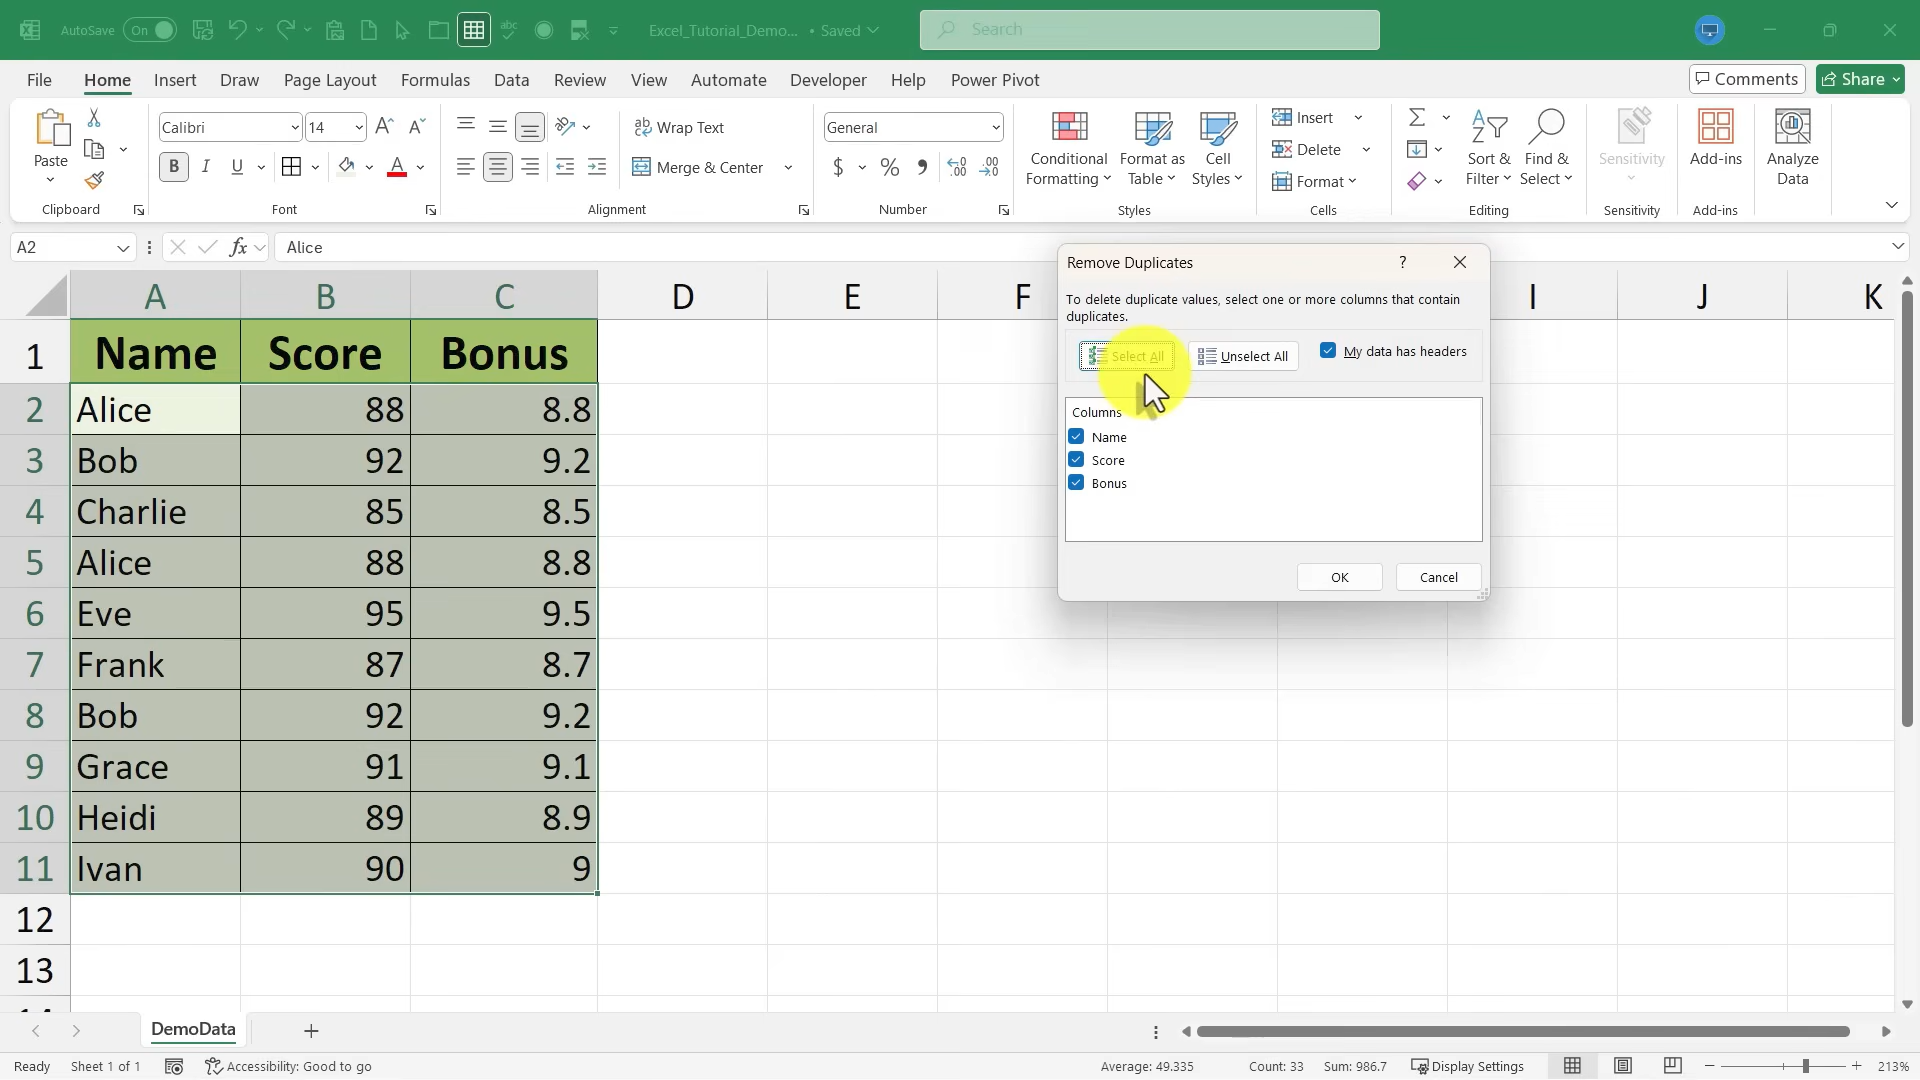 AutoSave On Excel_Tutorial_Demo... • Saved Search
File Home Insert Draw Page Layout Formulas Data Review View Automate Developer Help Power Pivot Comments Share
Paste
Clipboard
Calibri 14
B I U A
Font
Wrap Text
Merge & Center
Alignment
General
$ % 9 .00
Number
Conditional Formatting
Format as Table
Cell Styles
Styles
Insert
Delete
Format
Cells
Sort & Filter
Find & Select
Editing
Sensitivity
Sensitivity
Add-ins
Add-ins
Analyze Data
A2 fx Alice
A B C D E F I J K
1 Name Score Bonus
2 Alice 88 8.8
3 Bob 92 9.2
4 Charlie 85 8.5
5 Alice 88 8.8
6 Eve 95 9.5
7 Frank 87 8.7
8 Bob 92 9.2
9 Grace 91 9.1
10 Heidi 89 8.9
11 Ivan 90 9
12
13
Remove Duplicates ?
To delete duplicate values, select one or more columns that contain
duplicates.
Select All Unselect All My data has headers
Columns
Name
Score
Bonus
OK Cancel
DemoData
Ready Sheet 1 of 1 Accessibility: Good to go Average: 49.335 Count: 33 Sum: 986.7 Display Settings 213%